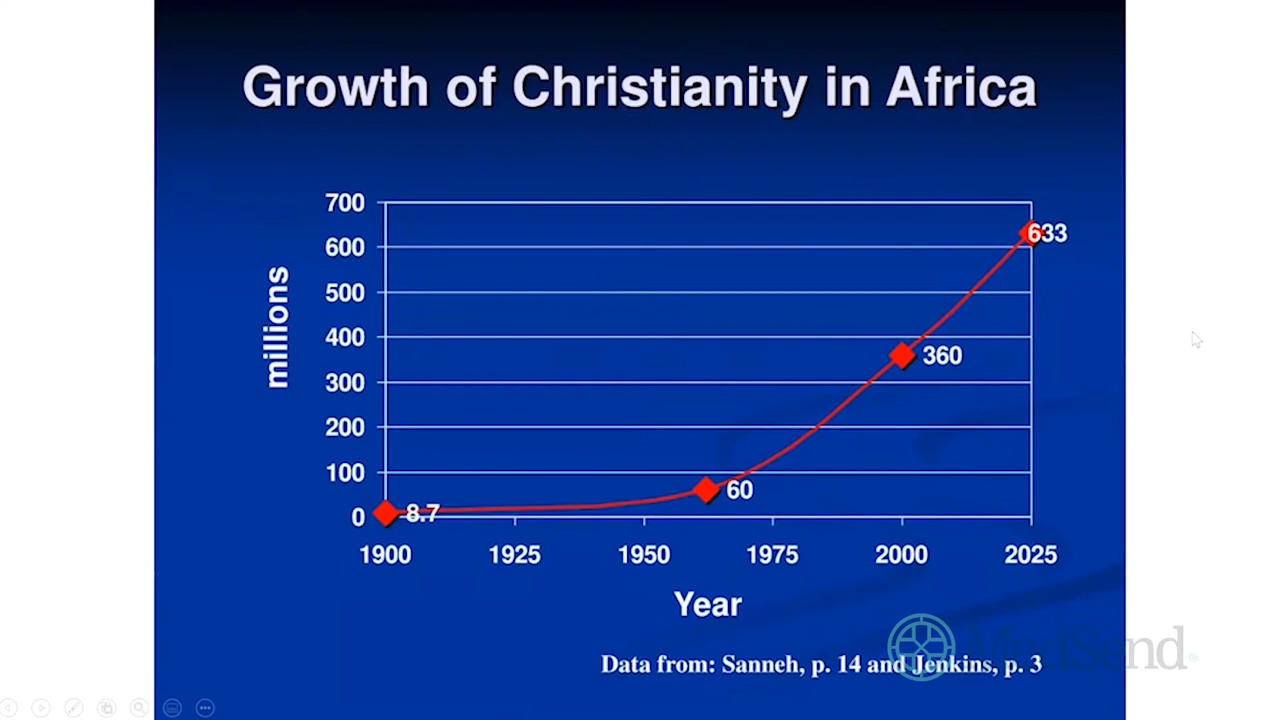 Growth of Christianity in Africa
700
600
500
400
300
200
100
0
millions
8.7
60
360
633
1900 1925 1950 1975 2000 2025
Year
Data from: Sanneh, p. 14 and Jenkins, p. 3
MedSend